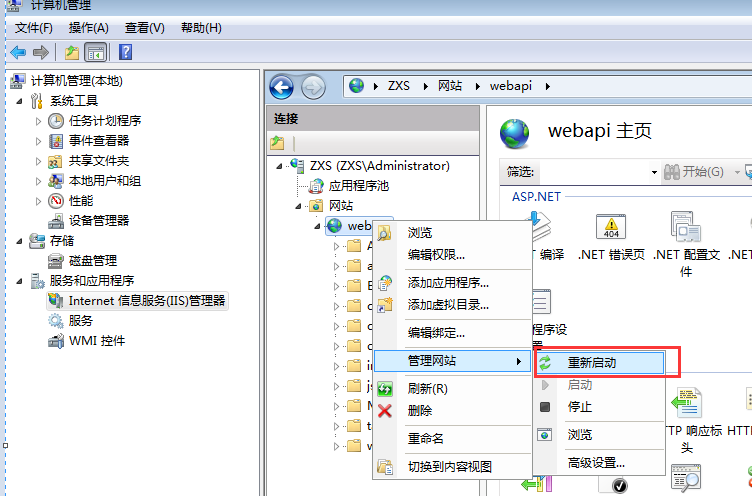 计算机管理
文件(F) 操作(A) 查看(V) 帮助(H)
计算机管理(本地)
系统工具
任务计划程序
事件查看器
共享文件夹
本地用户和组
性能
设备管理器
存储
磁盘管理
服务和应用程序
Internet 信息服务(IIS)管理器
服务
WMI 控件
ZXS 网站 webapi
连接
ZXS (ZXS\Administrator)
应用程序池
网站
web
A
a
c
c
c
in
js
ta
w
浏览
编辑权限...
添加应用程序...
添加虚拟目录...
编辑绑定...
管理网站
刷新(R)
删除
重命名
切换到内容视图
重新启动
启动
停止
浏览
高级设置...
webapi 主页
筛选: 开始(G)
ASP.NET
404
编译
.NET 错误页
.NET 配置文
件
.N
程序设
TTP 响应标
头
HTT